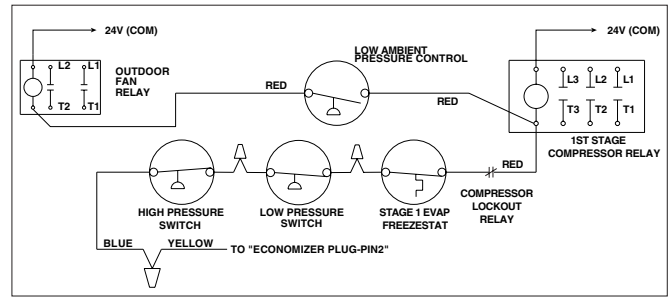 24V (COM)
24V (COM)
L2 L1
T2 T1
OUTDOOR
FAN
RELAY
LOW AMBIENT
PRESSURE CONTROL
RED
RED
L3 L2 L1
T3 T2 T1
1ST STAGE
COMPRESSOR RELAY
RED
COMPRESSOR
LOCKOUT
RELAY
HIGH PRESSURE
SWITCH
LOW PRESSURE
SWITCH
STAGE 1 EVAP
FREEZESTAT
BLUE YELLOW TO "ECONOMIZER PLUG-PIN2"